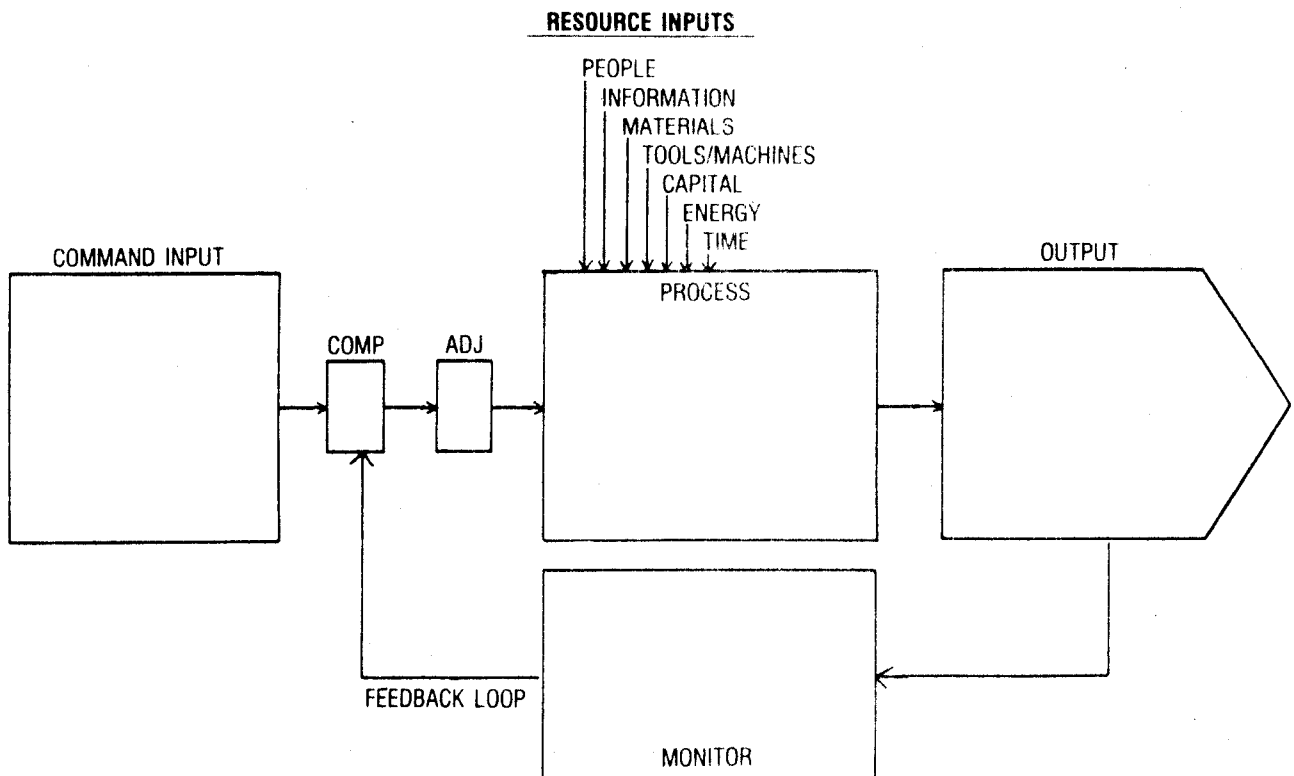 RESOURCE INPUTS
PEOPLE
INFORMATION
MATERIALS
TOOLS/MACHINES
CAPITAL
ENERGY
TIME
COMMAND INPUT
OUTPUT
PROCESS
COMP
ADJ
FEEDBACK LOOP
MONITOR